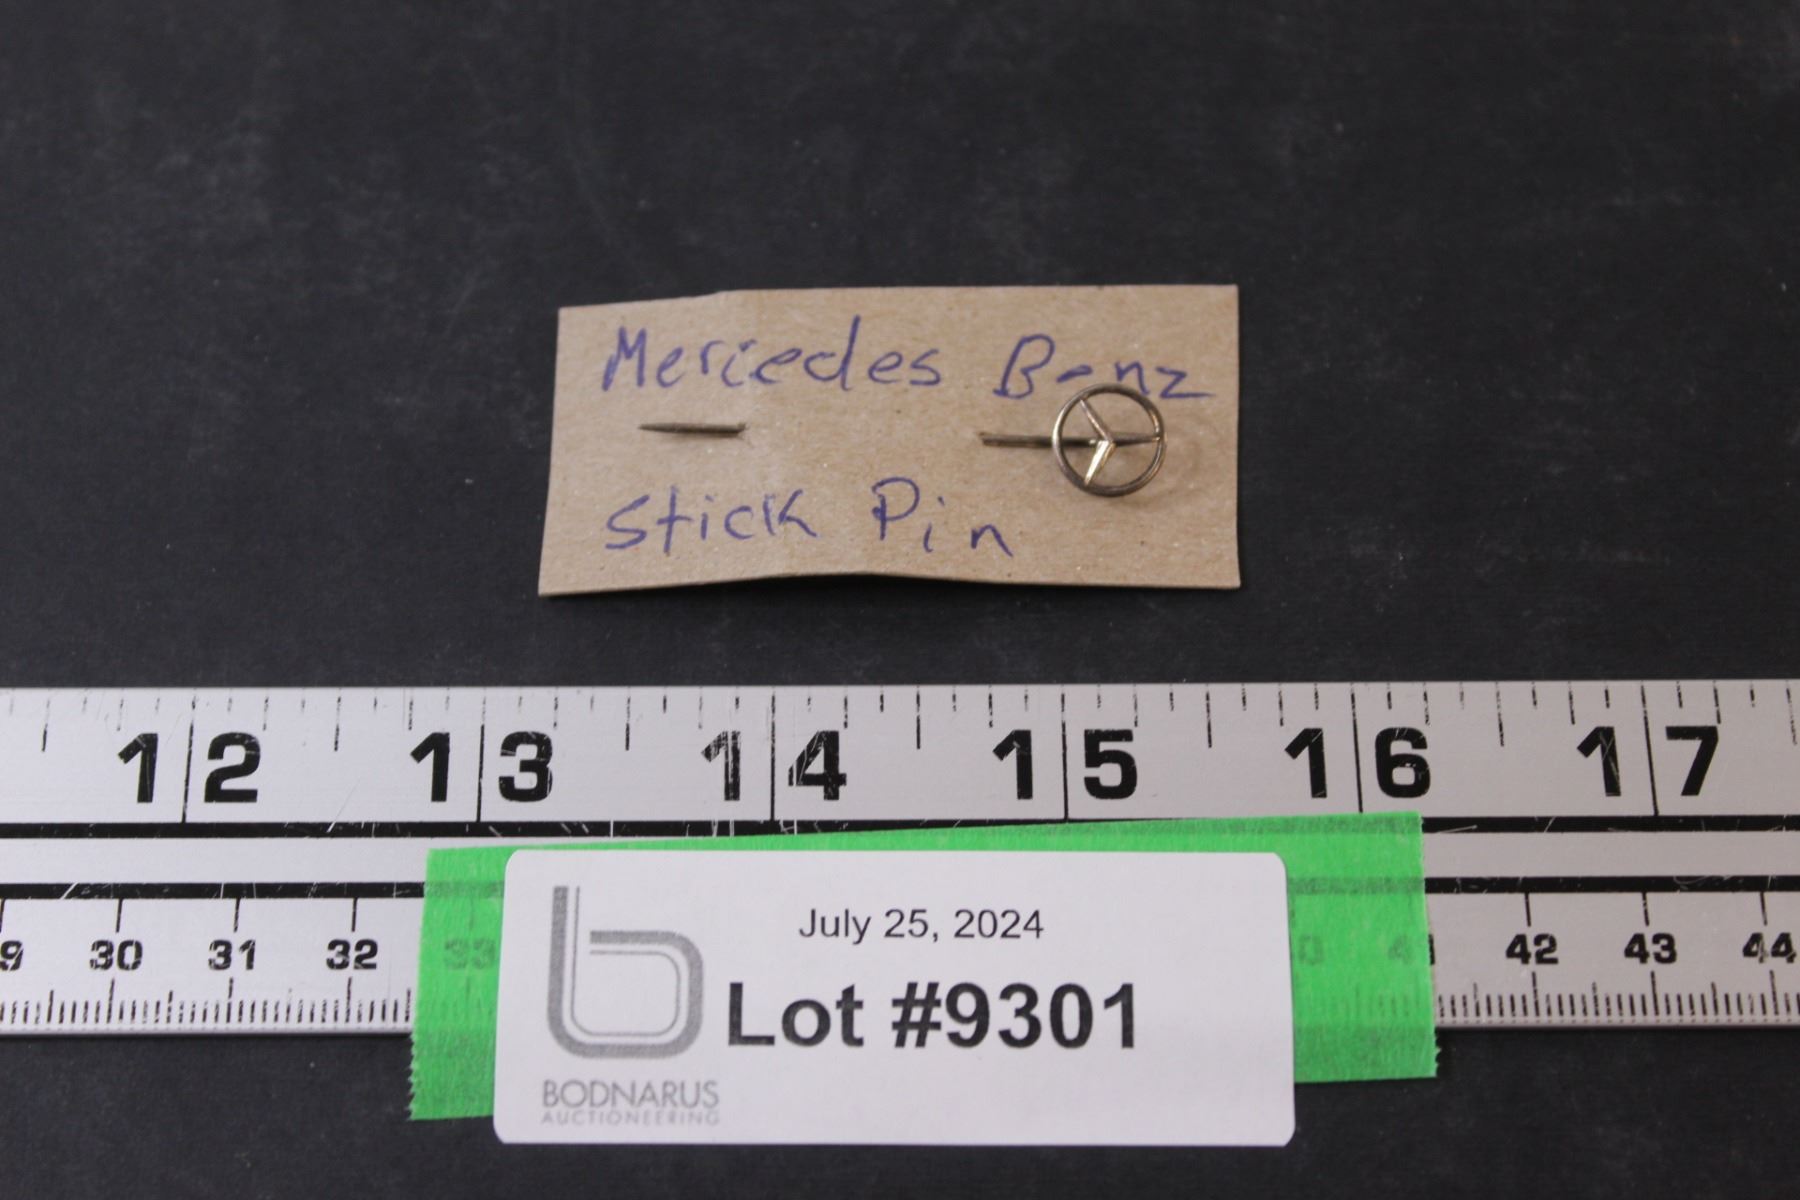 Mercedes Benz
Stick Pin
12 13 14 15 16 17
30 31 32 33 42 43 44
July 25, 2024
Lot #9301
BODNARUS
AUCTIONEERING